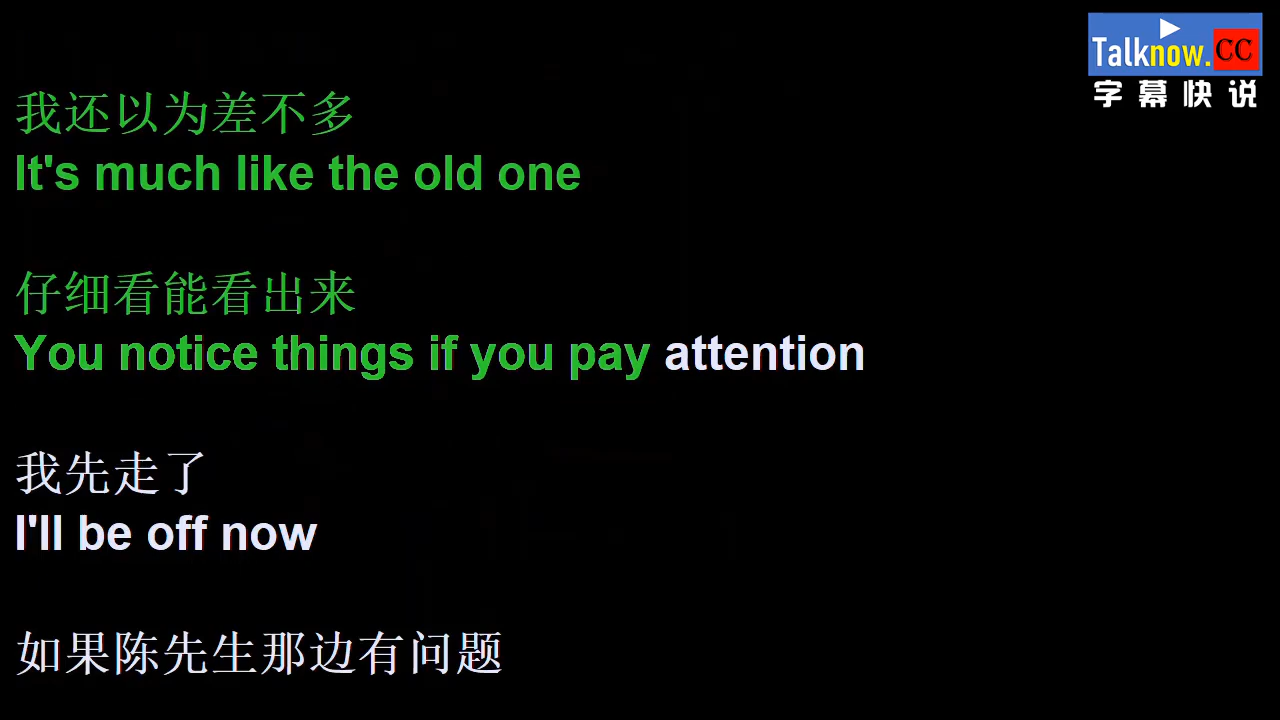 Talknow.CC
字幕快说
我还以为差不多
It's much like the old one
仔细看能看出来
You notice things if you pay attention
我先走了
I'll be off now
如果陈先生那边有问题